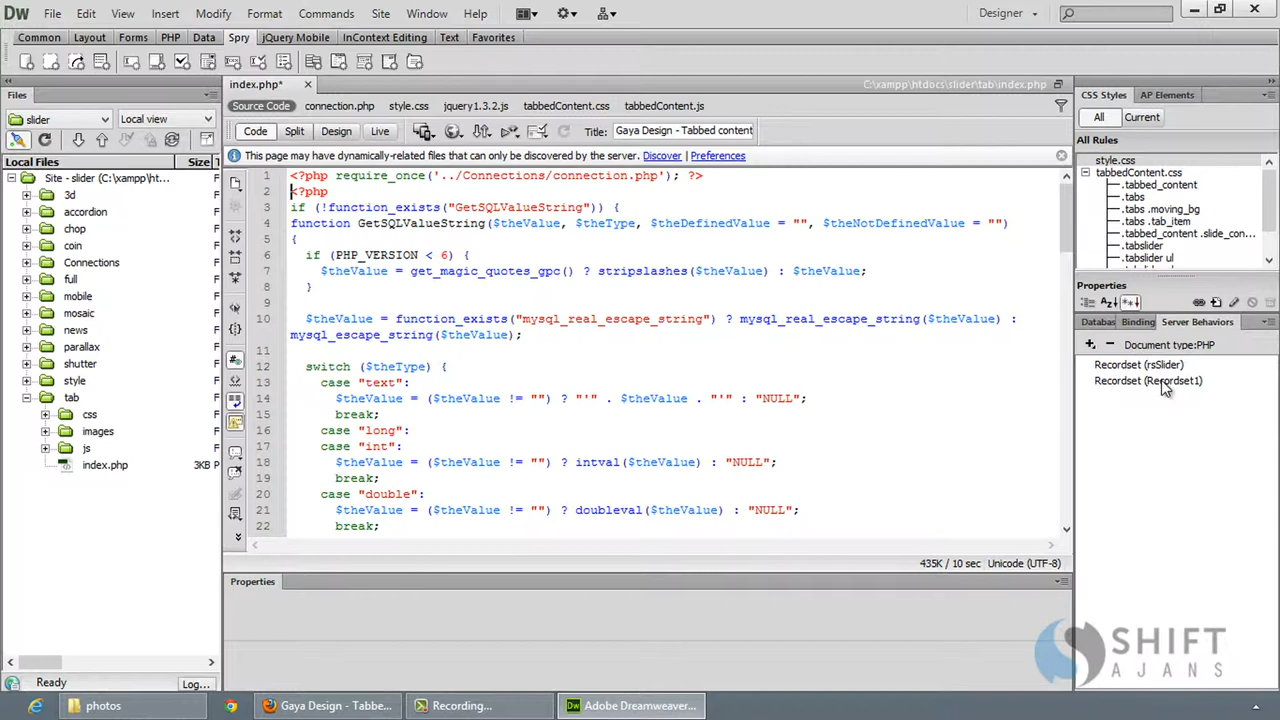 Dw File Edit View Insert Modify Format Commands Site Window Help Designer
Common Layout Forms PHP Data Spry jQuery Mobile InContext Editing Text Favorites
Files
slider Local view
Local Files Size
Site - slider (C:\xampp\ht...
3d
accordion
chop
coin
Connections
full
mobile
mosaic
news
parallax
shutter
style
tab
css
images
js
index.php 3KB P
Ready Log...
index.php* C:\xampp\htdocs\slider\tab\index.php
Source Code connection.php style.css jquery1.3.2.js tabbedContent.css tabbedContent.js
Code Split Design Live Title: Gaya Design - Tabbed content
This page may have dynamically-related files that can only be discovered by the server. Discover | Preferences
1 <?php require_once('../Connections/connection.php'); ?>
2 <?php
3 if (!function_exists("GetSQLValueString")) {
4 function GetSQLValueString($theValue, $theType, $theDefinedValue = "", $theNotDefinedValue = "")
5 {
6 if (PHP_VERSION < 6) {
7 $theValue = get_magic_quotes_gpc() ? stripslashes($theValue) : $theValue;
8 }
9
10 $theValue = function_exists("mysql_real_escape_string") ? mysql_real_escape_string($theValue) :
mysql_escape_string($theValue);
11
12 switch ($theType) {
13 case "text":
14 $theValue = ($theValue != "") ? "'" . $theValue . "'" : "NULL";
15 break;
16 case "long":
17 case "int":
18 $theValue = ($theValue != "") ? intval($theValue) : "NULL";
19 break;
20 case "double":
21 $theValue = ($theValue != "") ? doubleval($theValue) : "NULL";
22 break;
435K / 10 sec Unicode (UTF-8)
Properties
CSS Styles AP Elements
All Current
All Rules
style.css
tabbedContent.css
.tabbed_content
.tabs
.tabs .moving_bg
.tabs .tab_item
.tabbed_content .slide_con...
.tabslider
.tabslider ul
Properties
Databas Binding Server Behaviors
Document type:PHP
Recordset (rsSlider)
Recordset (Recordset1)
SHIFT
AJANS
photos Gaya Design - Tabbe... Recording... Dw Adobe Dreamweaver...